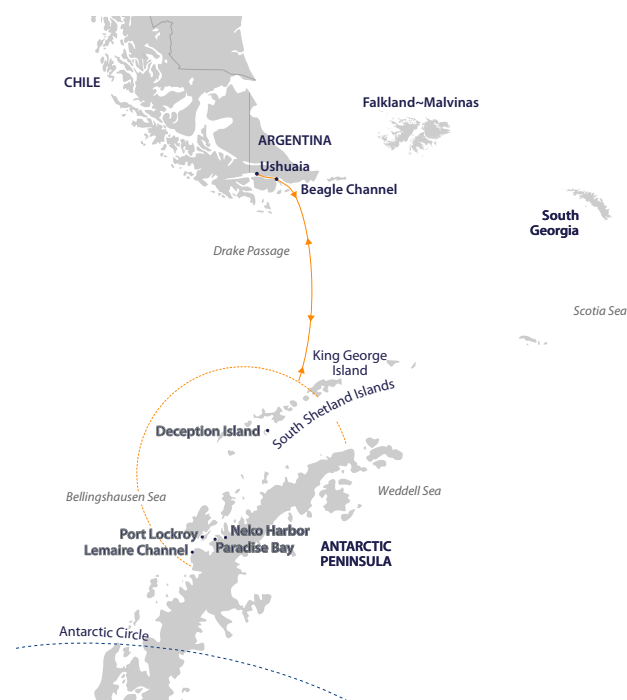 CHILE
Falkland~Malvinas
ARGENTINA
Ushuaia
Beagle Channel
South
Georgia
Drake Passage
Scotia Sea
King George
Island
South Shetland Islands
Deception Island
Bellingshausen Sea
Weddell Sea
Port Lockroy
Neko Harbor
Lemaire Channel
Paradise Bay
ANTARCTIC
PENINSULA
Antarctic Circle